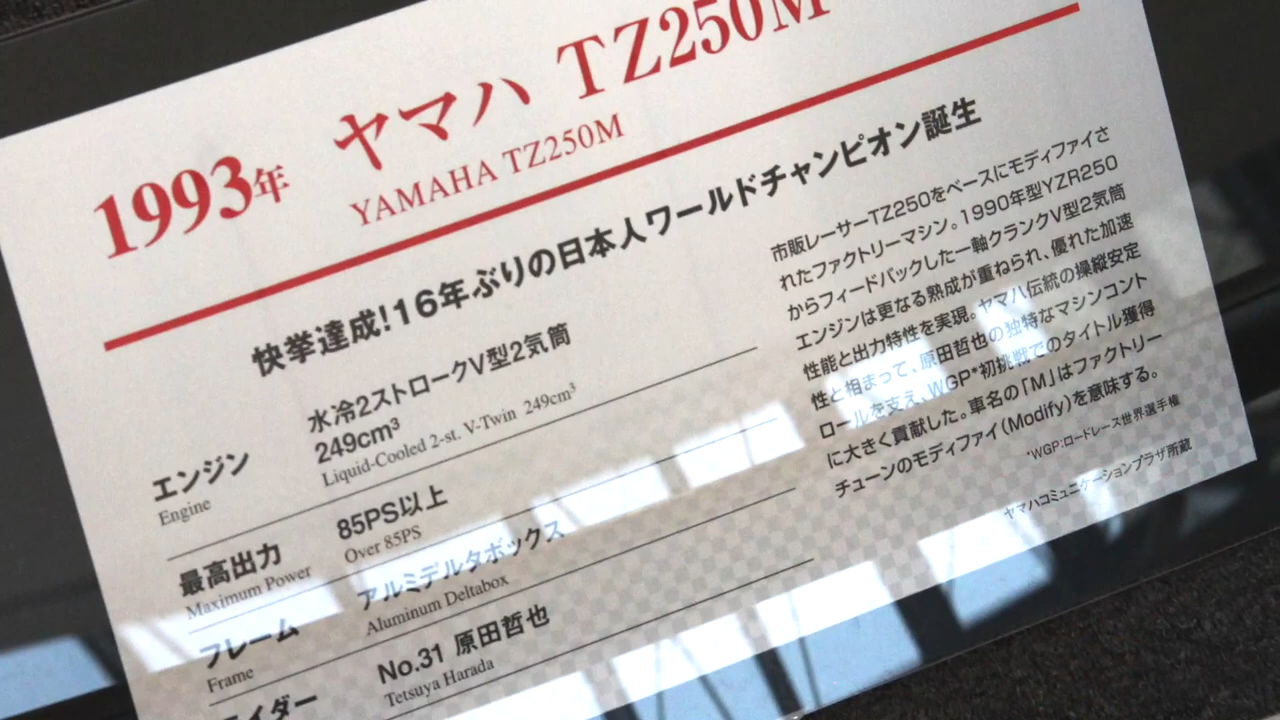 1993年 ヤマハ TZ250M
YAMAHA TZ250M
快挙達成!16年ぶりの日本人ワールドチャンピオン誕生
エンジン
Engine
水冷2ストロークV型2気筒
249cm³
Liquid-Cooled 2-st. V-Twin 249cm³
最高出力
Maximum Power
85PS以上
Over 85PS
フレーム
Frame
アルミデルタボックス
Aluminum Deltabox
イダー
No.31 原田哲也
Tetsuya Harada
市販レーサーTZ250をベースにモディファイさ
れたファクトリーマシン。1990年型YZR250
からフィードバックした一軸クランクV型2気筒
エンジンは更なる熟成が重ねられ、優れた加速
性能と出力特性を実現。ヤマハ伝統の操縦安定
性と相まって、原田哲也の独特なマシンコント
ロールを支え、WGP*初挑戦でのタイトル獲得
に大きく貢献した。車名の「M」はファクトリー
チューンのモディファイ(Modify)を意味する。
*WGP:ロードレース世界選手権
ヤマハコミュニケーションプラザ所蔵